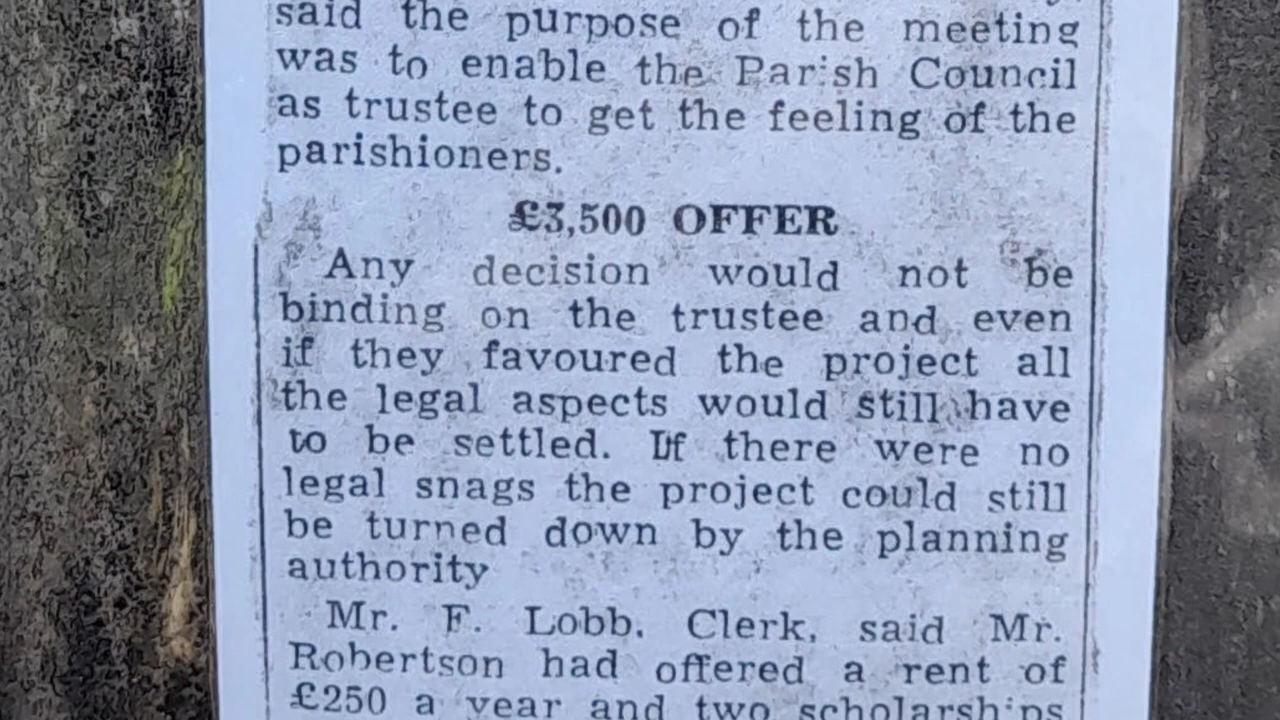 said the purpose of the meeting
was to enable the Parish Council
as trustee to get the feeling of the
parishioners.
£3,500 OFFER
Any decision would not be
binding on the trustee and even
if they favoured the project all
the legal aspects would still have
to be settled. If there were no
legal snags the project could still
be turned down by the planning
authority
Mr. F. Lobb. Clerk, said Mr.
Robertson had offered a rent of
£250 a year and two scholarships